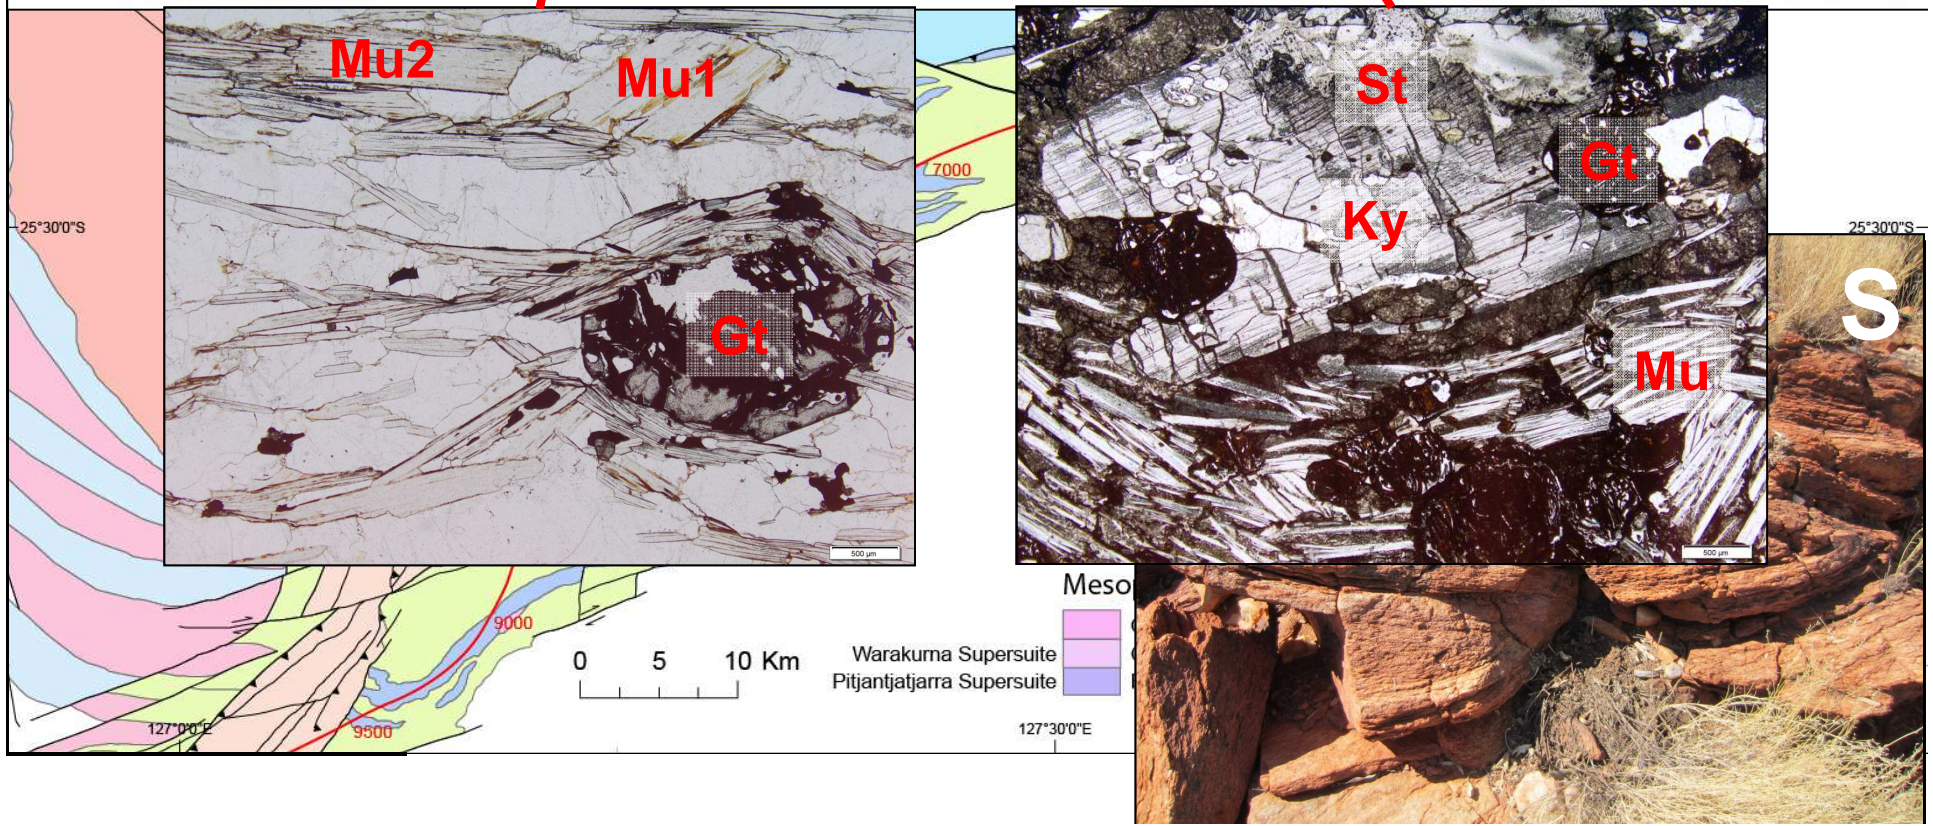 Mu2
Mu1
Gt
500 µm
St
Gt
Ky
Mu
500 µm
S
7000
25°30'0"S
25°30'0"S
9000
9500
127°0'0"E
0 5 10 Km
127°30'0"E
Warakurna Supersuite
Pitjantjatjarra Supersuite